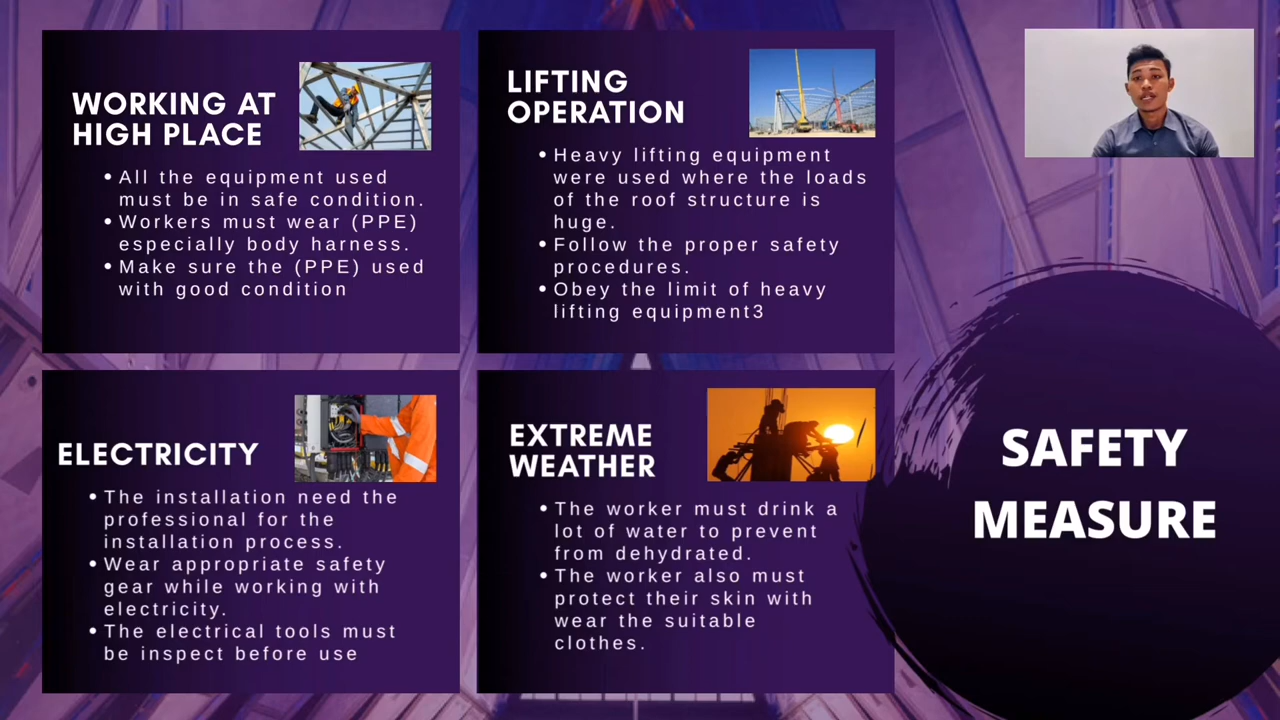 WORKING AT
HIGH PLACE
• All the equipment used
must be in safe condition.
• Workers must wear (PPE)
especially body harness.
• Make sure the (PPE) used
with good condition
LIFTING
OPERATION
• Heavy lifting equipment
were used where the loads
of the roof structure is
huge.
• Follow the proper safety
procedures.
• Obey the limit of heavy
lifting equipment3
ELECTRICITY
• The installation need the
professional for the
installation process.
• Wear appropriate safety
gear while working with
electricity.
• The electrical tools must
be inspect before use
EXTREME
WEATHER
• The worker must drink a
lot of water to prevent
from dehydrated.
• The worker also must
protect their skin with
wear the suitable
clothes.
SAFETY
MEASURE